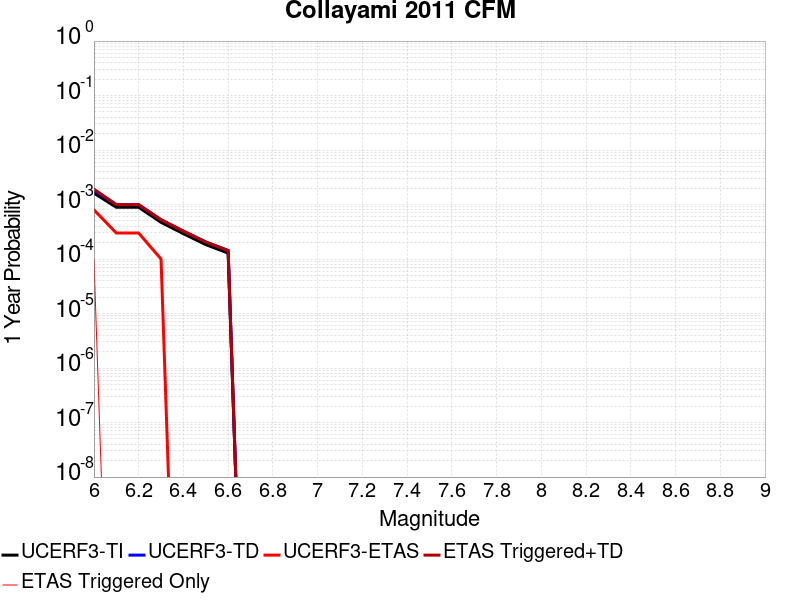 Collayami 2011 CFM
10^0
10^-1
10^-2
10^-3
10^-4
10^-5
10^-6
10^-7
10^-8
1 Year Probability
6 6.2 6.4 6.6 6.8 7 7.2 7.4 7.6 7.8 8 8.2 8.4 8.6 8.8 9
Magnitude
UCERF3-TI UCERF3-TD UCERF3-ETAS ETAS Triggered+TD
ETAS Triggered Only